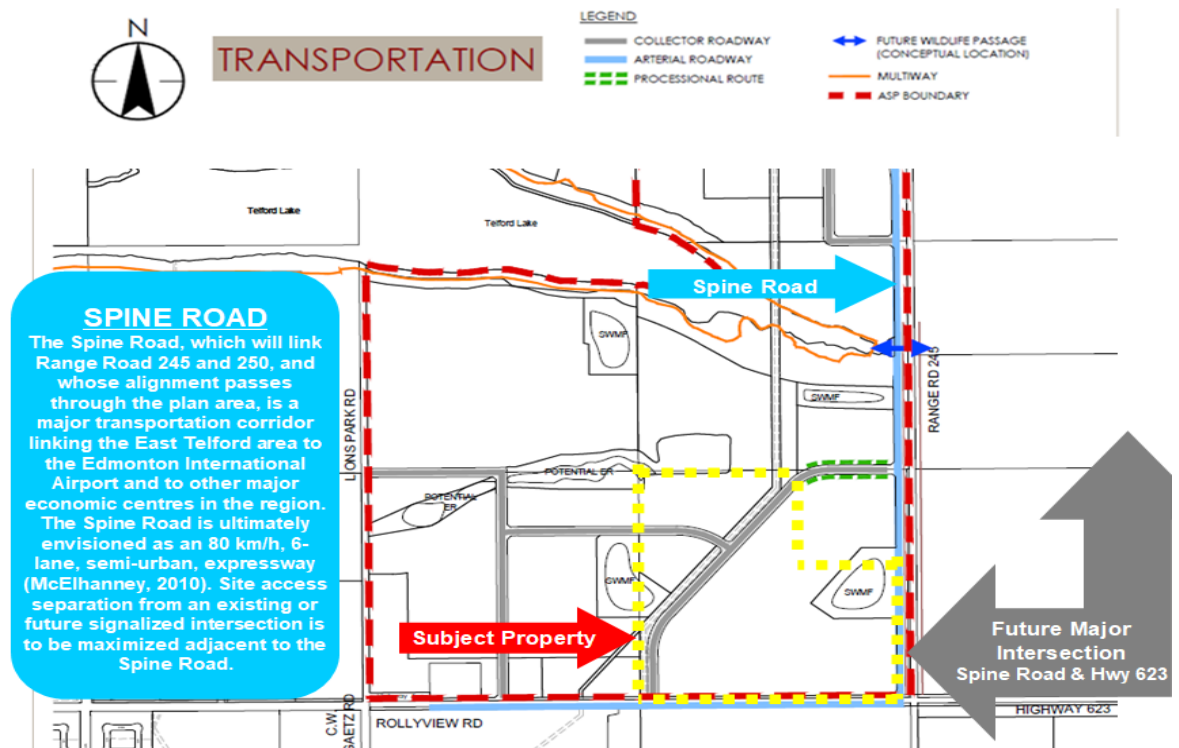 N
TRANSPORTATION
LEGEND
COLLECTOR ROADWAY
ARTERIAL ROADWAY
PROCESSIONAL ROUTE
FUTURE WILDLIFE PASSAGE
(CONCEPTUAL LOCATION)
MULTIWAY
ASP BOUNDARY
Telford Lake
Telford Lake
Spine Road
SPINE ROAD
The Spine Road, which will link
Range Road 245 and 250, and
whose alignment passes
through the plan area, is a
major transportation corridor
linking the East Telford area to
the Edmonton International
Airport and to other major
economic centres in the region.
The Spine Road is ultimately
envisioned as an 80 km/h, 6-
lane, semi-urban, expressway
(McElhanney, 2010). Site access
separation from an existing or
future signalized intersection is
to be maximized adjacent to the
Spine Road.
SWMF
SWMF
RANGE RD 245
LIONS PARK RD
POTENTIAL ER
POTENTIAL
ER
SWMF
SWMF
Subject Property
Future Major
Intersection
Spine Road & Hwy 623
C.W.
GAETZ RD
ROLLYVIEW RD
HIGHWAY 623